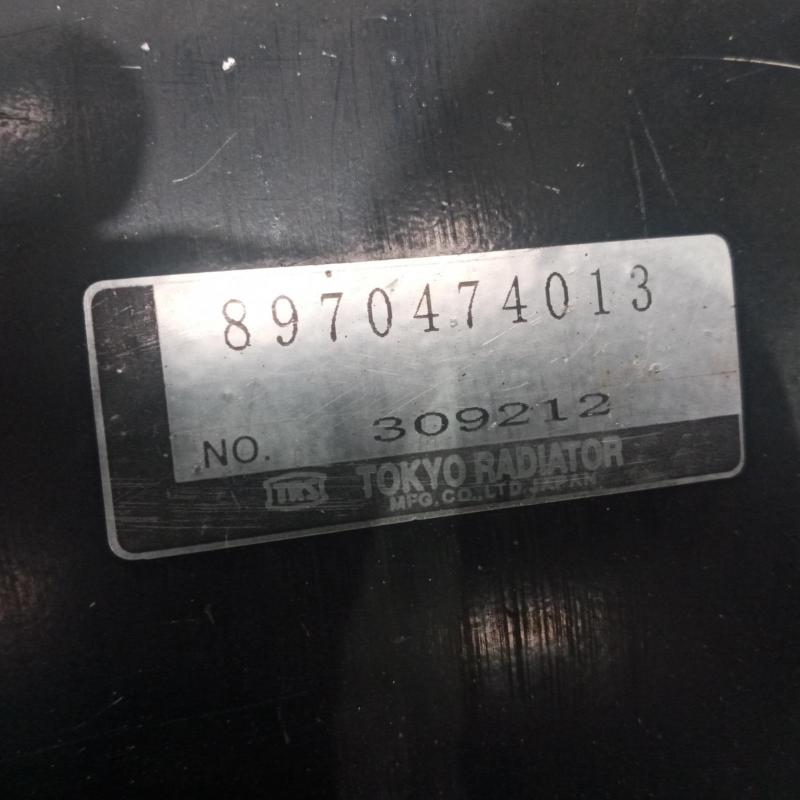 8970474013
NO. 309212
TRS TOKYO RADIATOR
MFG.CO.,LTD.JAPAN